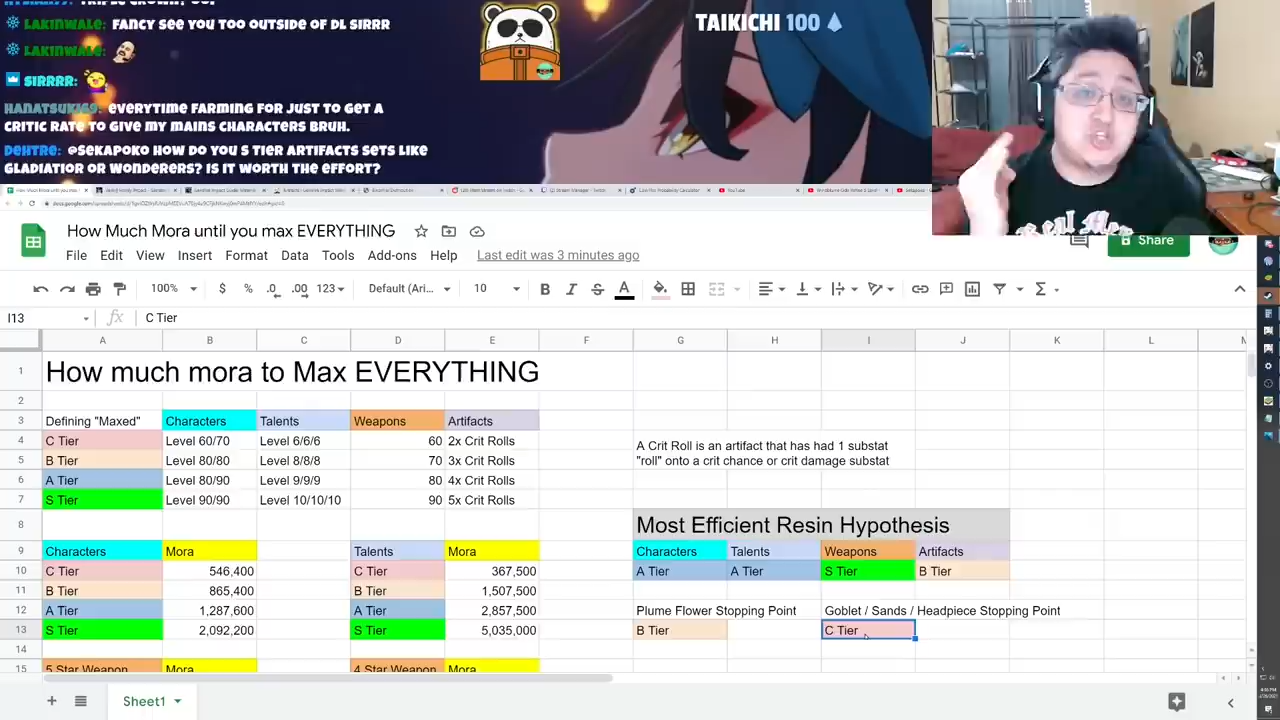 TRIPLE CROWN? OOF
LAKINWALE: FANCY SEE YOU TOO OUTSIDE OF DL SIRRR
LAKINWALE:
SIRRRR:
HANATSUKI65: EVERYTIME FARMING FOR JUST TO GET A
CRITIC RATE TO GIVE MY MAINS CHARACTERS BRUH.
DEHTRE: @SEKAPOKO HOW DO YOU S TIER ARTIFACTS SETS LIKE
GLADIATOR OR WONDERERS? IS IT WORTH THE EFFORT?
TAIKICHI 100
How Much Mora until you max EVERYTHING
Share
File Edit View Insert Format Data Tools Add-ons Help Last edit was 3 minutes ago
100% $ % .0 .00 123 Default (Ari... 10 B I S A
I13 fx C Tier
A B C D E F G H I J K L M
1 How much mora to Max EVERYTHING
2
3 Defining "Maxed" Characters Talents Weapons Artifacts
4 C Tier Level 60/70 Level 6/6/6 60 2x Crit Rolls
A Crit Roll is an artifact that has had 1 substat
5 B Tier Level 80/80 Level 8/8/8 70 3x Crit Rolls
"roll" onto a crit chance or crit damage substat
6 A Tier Level 80/90 Level 9/9/9 80 4x Crit Rolls
7 S Tier Level 90/90 Level 10/10/10 90 5x Crit Rolls
8 Most Efficient Resin Hypothesis
9 Characters Mora Talents Mora Characters Talents Weapons Artifacts
10 C Tier 546,400 C Tier 367,500 A Tier A Tier S Tier B Tier
11 B Tier 865,400 B Tier 1,507,500
12 A Tier 1,287,600 A Tier 2,857,500 Plume Flower Stopping Point Goblet / Sands / Headpiece Stopping Point
13 S Tier 2,092,200 S Tier 5,035,000 B Tier C Tier
14
15 5 Star Weapon Mora 4 Star Weapon Mora
Sheet1